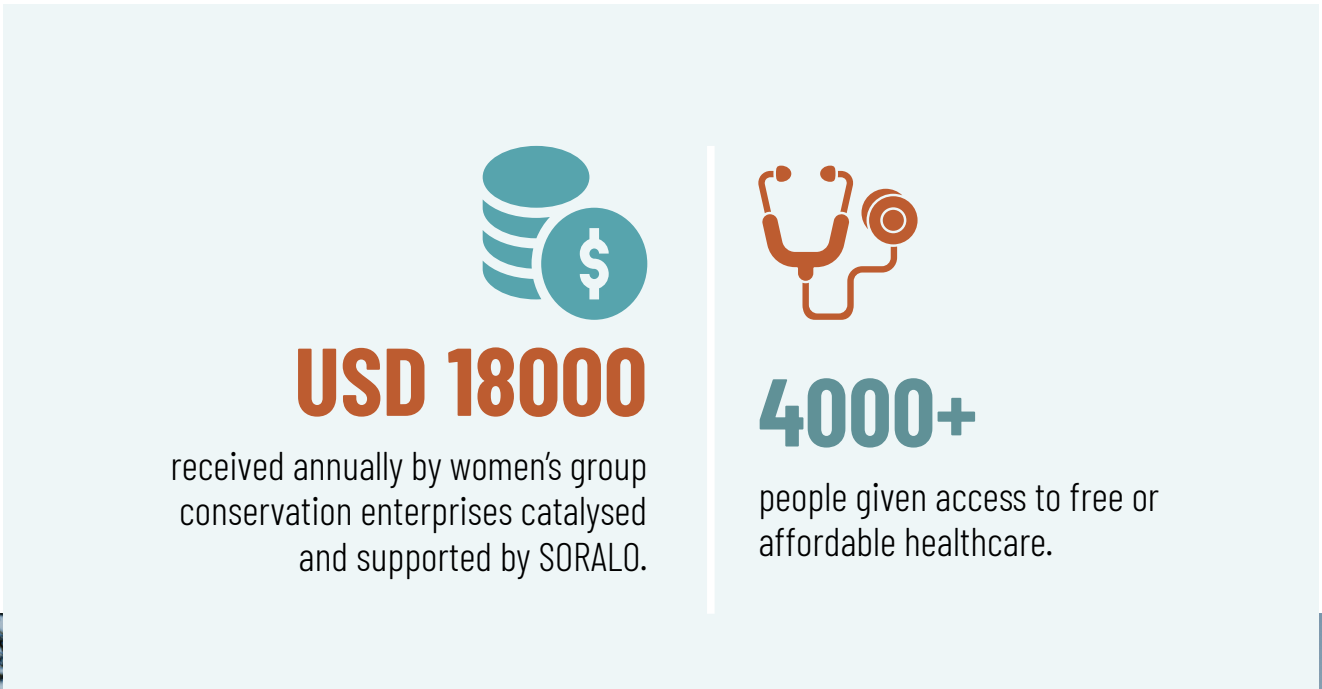 $
USD 18000
received annually by women’s group
conservation enterprises catalysed
and supported by SORALO.
4000+
people given access to free or
affordable healthcare.